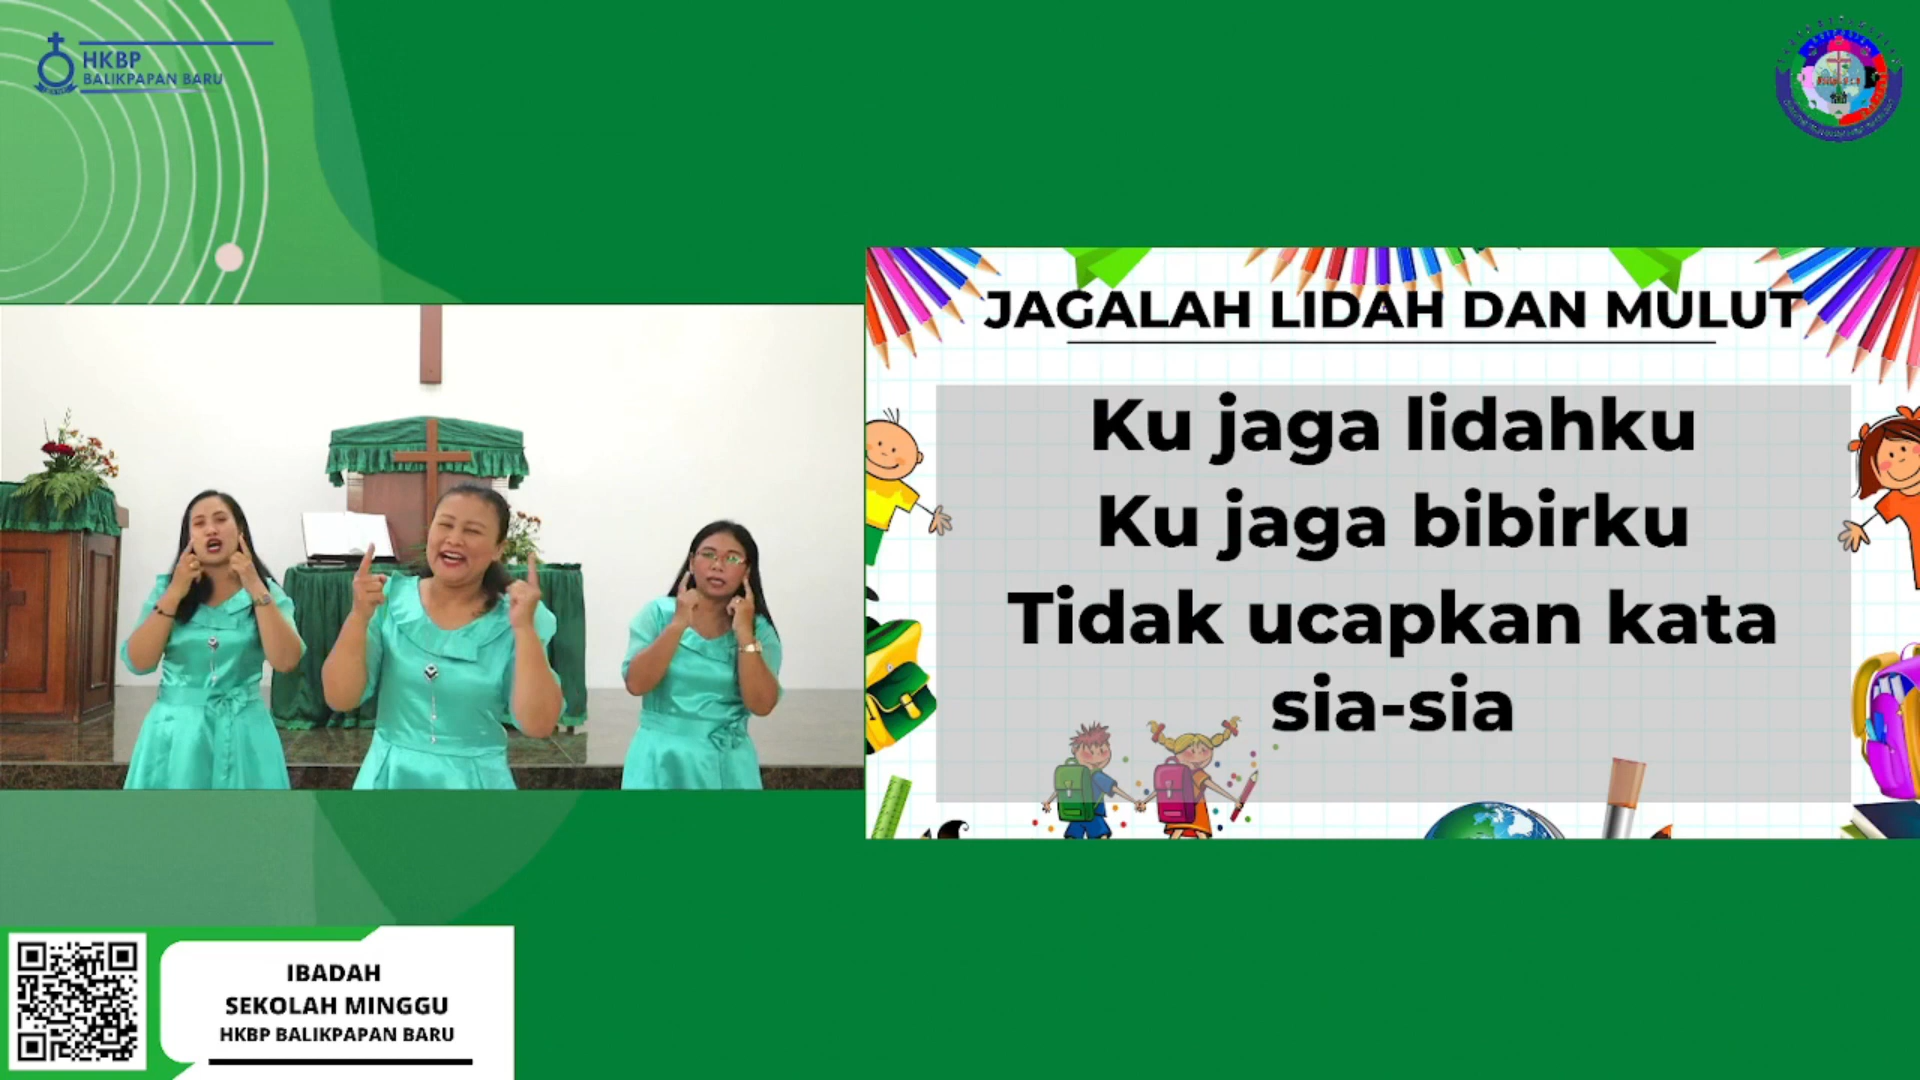 HKBP
BALIKPAPAN BARU
JAGALAH LIDAH DAN MULUT
Ku jaga lidahku
Ku jaga bibirku
Tidak ucapkan kata
sia-sia
IBADAH
SEKOLAH MINGGU
HKBP BALIKPAPAN BARU